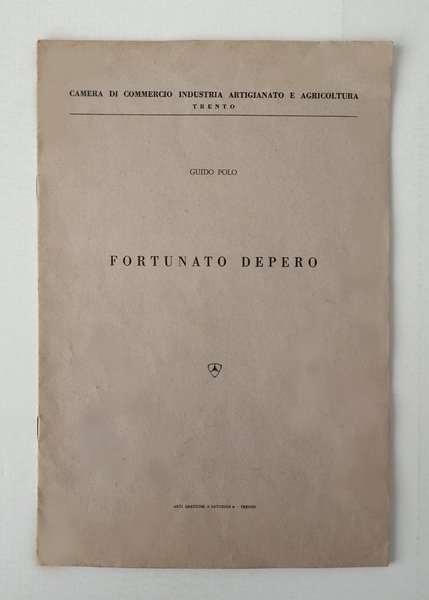 CAMERA DI COMMERCIO INDUSTRIA ARTIGIANATO E AGRICOLTURA
TRENTO
GUIDO POLO
FORTUNATO DEPERO
ARTI GRAFICHE « SATURNIA » - TRENTO